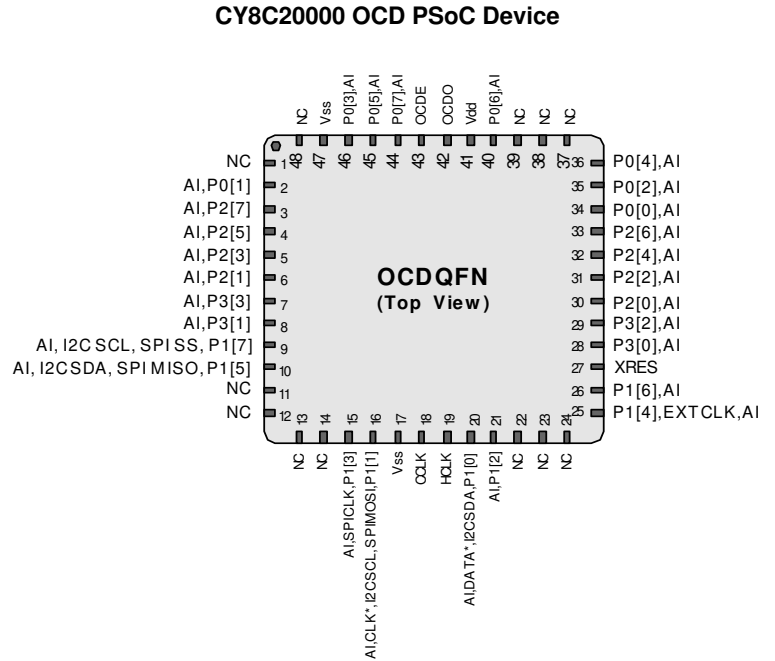 CY8C20000 OCD PSoC Device
NC
Vss
P0[3],AI
P0[5],AI
P0[7],AI
OCDE
OCDO
Vdd
P0[6],AI
NC
NC
NC
48
47
46
45
44
43
42
41
40
39
38
37
NC 1
AI,P0[1] 2
AI,P2[7] 3
AI,P2[5] 4
AI,P2[3] 5
AI,P2[1] 6
AI,P3[3] 7
AI,P3[1] 8
AI, I2C SCL, SPI SS, P1[7] 9
AI, I2C SDA, SPI MISO, P1[5] 10
NC 11
NC 12
OCDQFN
(Top View)
36 P0[4],AI
35 P0[2],AI
34 P0[0],AI
33 P2[6],AI
32 P2[4],AI
31 P2[2],AI
30 P2[0],AI
29 P3[2],AI
28 P3[0],AI
27 XRES
26 P1[6],AI
25 P1[4],EXTCLK,AI
13
14
15
16
17
18
19
20
21
22
23
24
NC
NC
AI,SPICLK,P1[3]
AI,CLK*,I2CSCL,SPIMOSI,P1[1]
Vss
CCLK
HCLK
AI,DATA*,I2CSDA,P1[0]
AI,P1[2]
NC
NC
NC